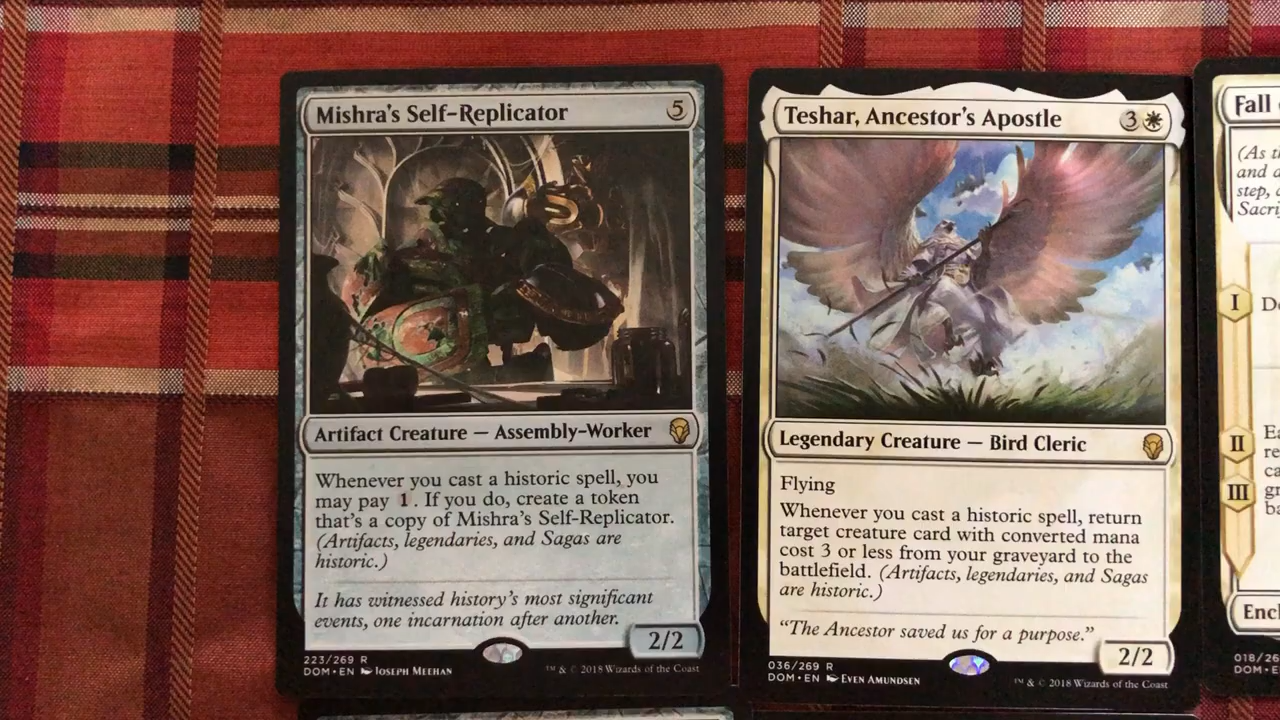 Mishra's Self-Replicator 5
Artifact Creature — Assembly-Worker
Whenever you cast a historic spell, you
may pay 1. If you do, create a token
that's a copy of Mishra's Self-Replicator.
(Artifacts, legendaries, and Sagas are
historic.)
It has witnessed history's most significant
events, one incarnation after another.
2/2
223/269 R
DOM • EN Joseph Meehan
™ & © 2018 Wizards of the Coast
Teshar, Ancestor's Apostle 3
Legendary Creature — Bird Cleric
Flying
Whenever you cast a historic spell, return
target creature card with converted mana
cost 3 or less from your graveyard to the
battlefield. (Artifacts, legendaries, and Sagas
are historic.)
"The Ancestor saved us for a purpose."
2/2
036/269 R
DOM • EN Even Amundsen
™ & © 2018 Wizards of the Coast
Fall
(As
and
step,
I
II
III